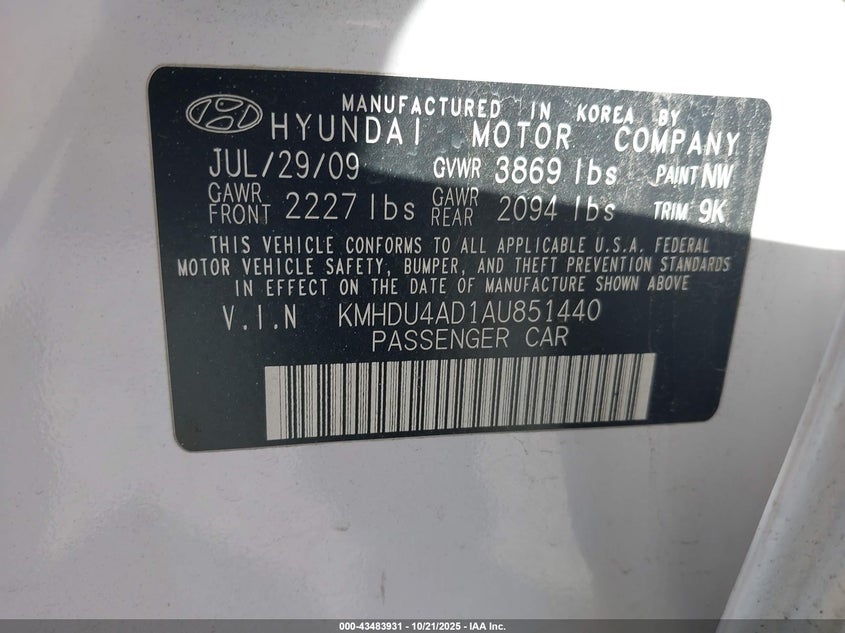 MANUFACTURED IN KOREA BY
HYUNDAI MOTOR COMPANY
JUL/29/09 GVWR 3869 lbs PAINT NW
GAWR FRONT 2227 lbs GAWR REAR 2094 lbs TRIM 9K
THIS VEHICLE CONFORMS TO ALL APPLICABLE U.S.A. FEDERAL
MOTOR VEHICLE SAFETY, BUMPER, AND THEFT PREVENTION STANDARDS
IN EFFECT ON THE DATE OF MANUFACTURE SHOWN ABOVE
V.I.N KMHDU4AD1AU851440
PASSENGER CAR
000-43483931 - 10/21/2025 - IAA Inc.